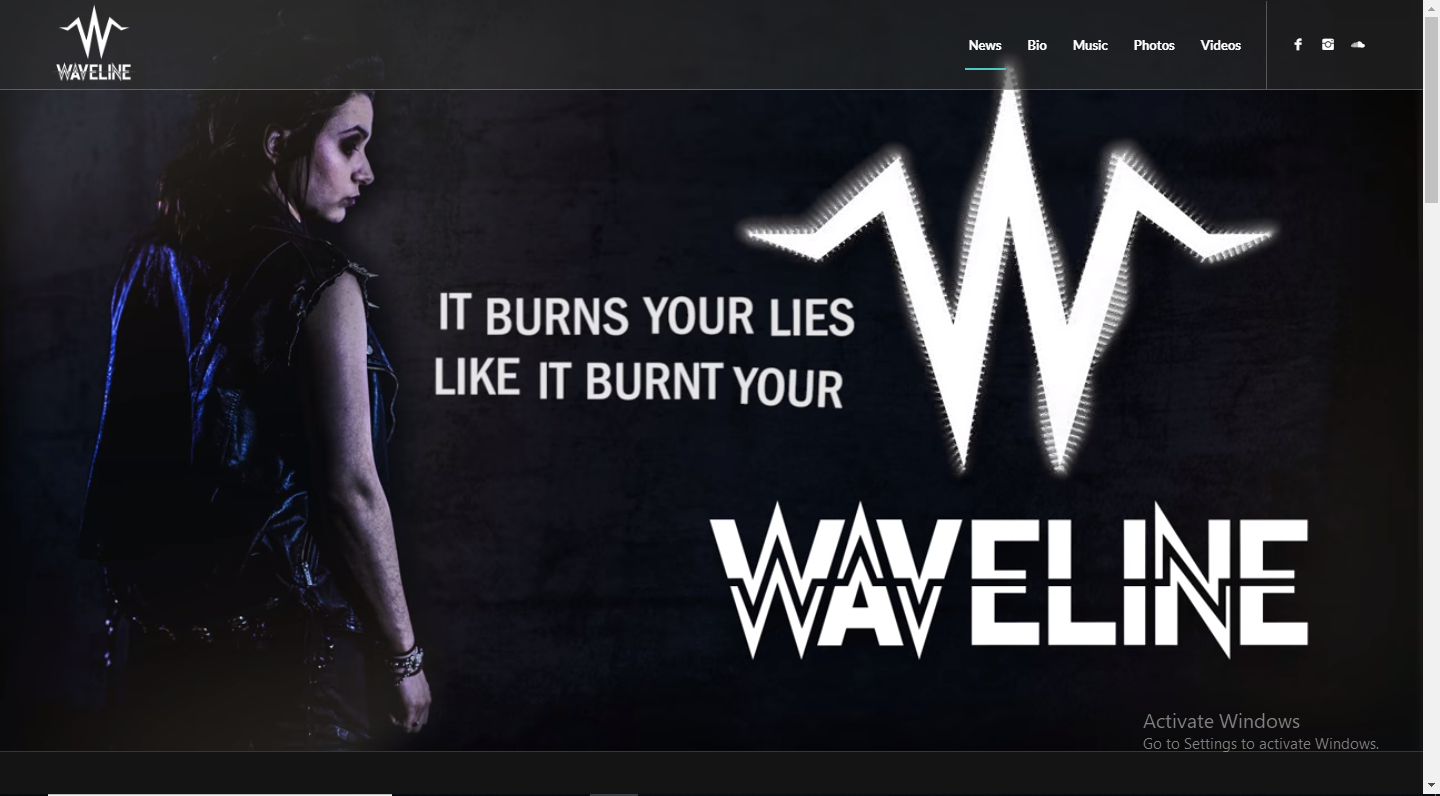 WAVELINE
News Bio Music Photos Videos
IT BURNS YOUR LIES
LIKE IT BURNT YOUR
WAVELINE
Activate Windows
Go to Settings to activate Windows.